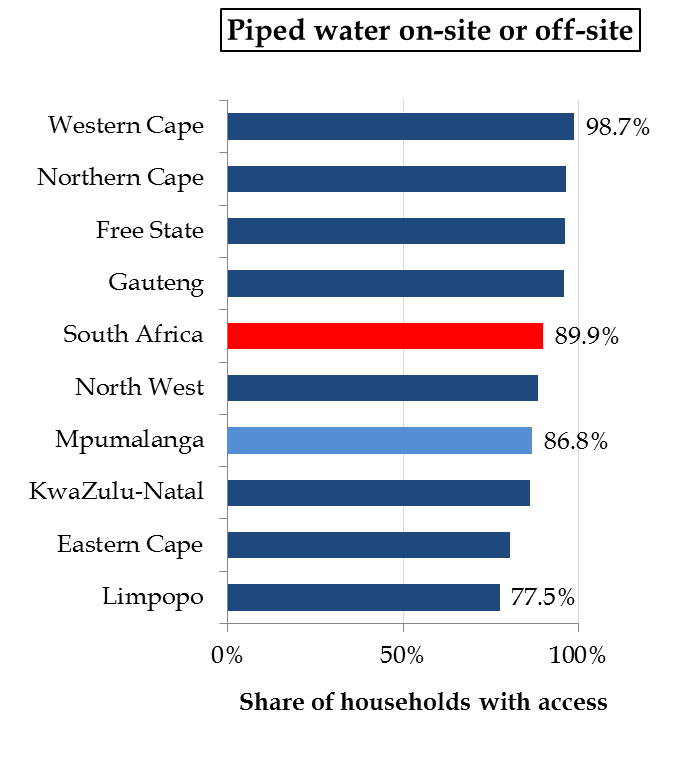 Piped water on-site or off-site
Western Cape
98.7%
Northern Cape
Free State
Gauteng
South Africa
89.9%
North West
Mpumalanga
86.8%
KwaZulu-Natal
Eastern Cape
Limpopo
77.5%
0% 50% 100%
Share of households with access